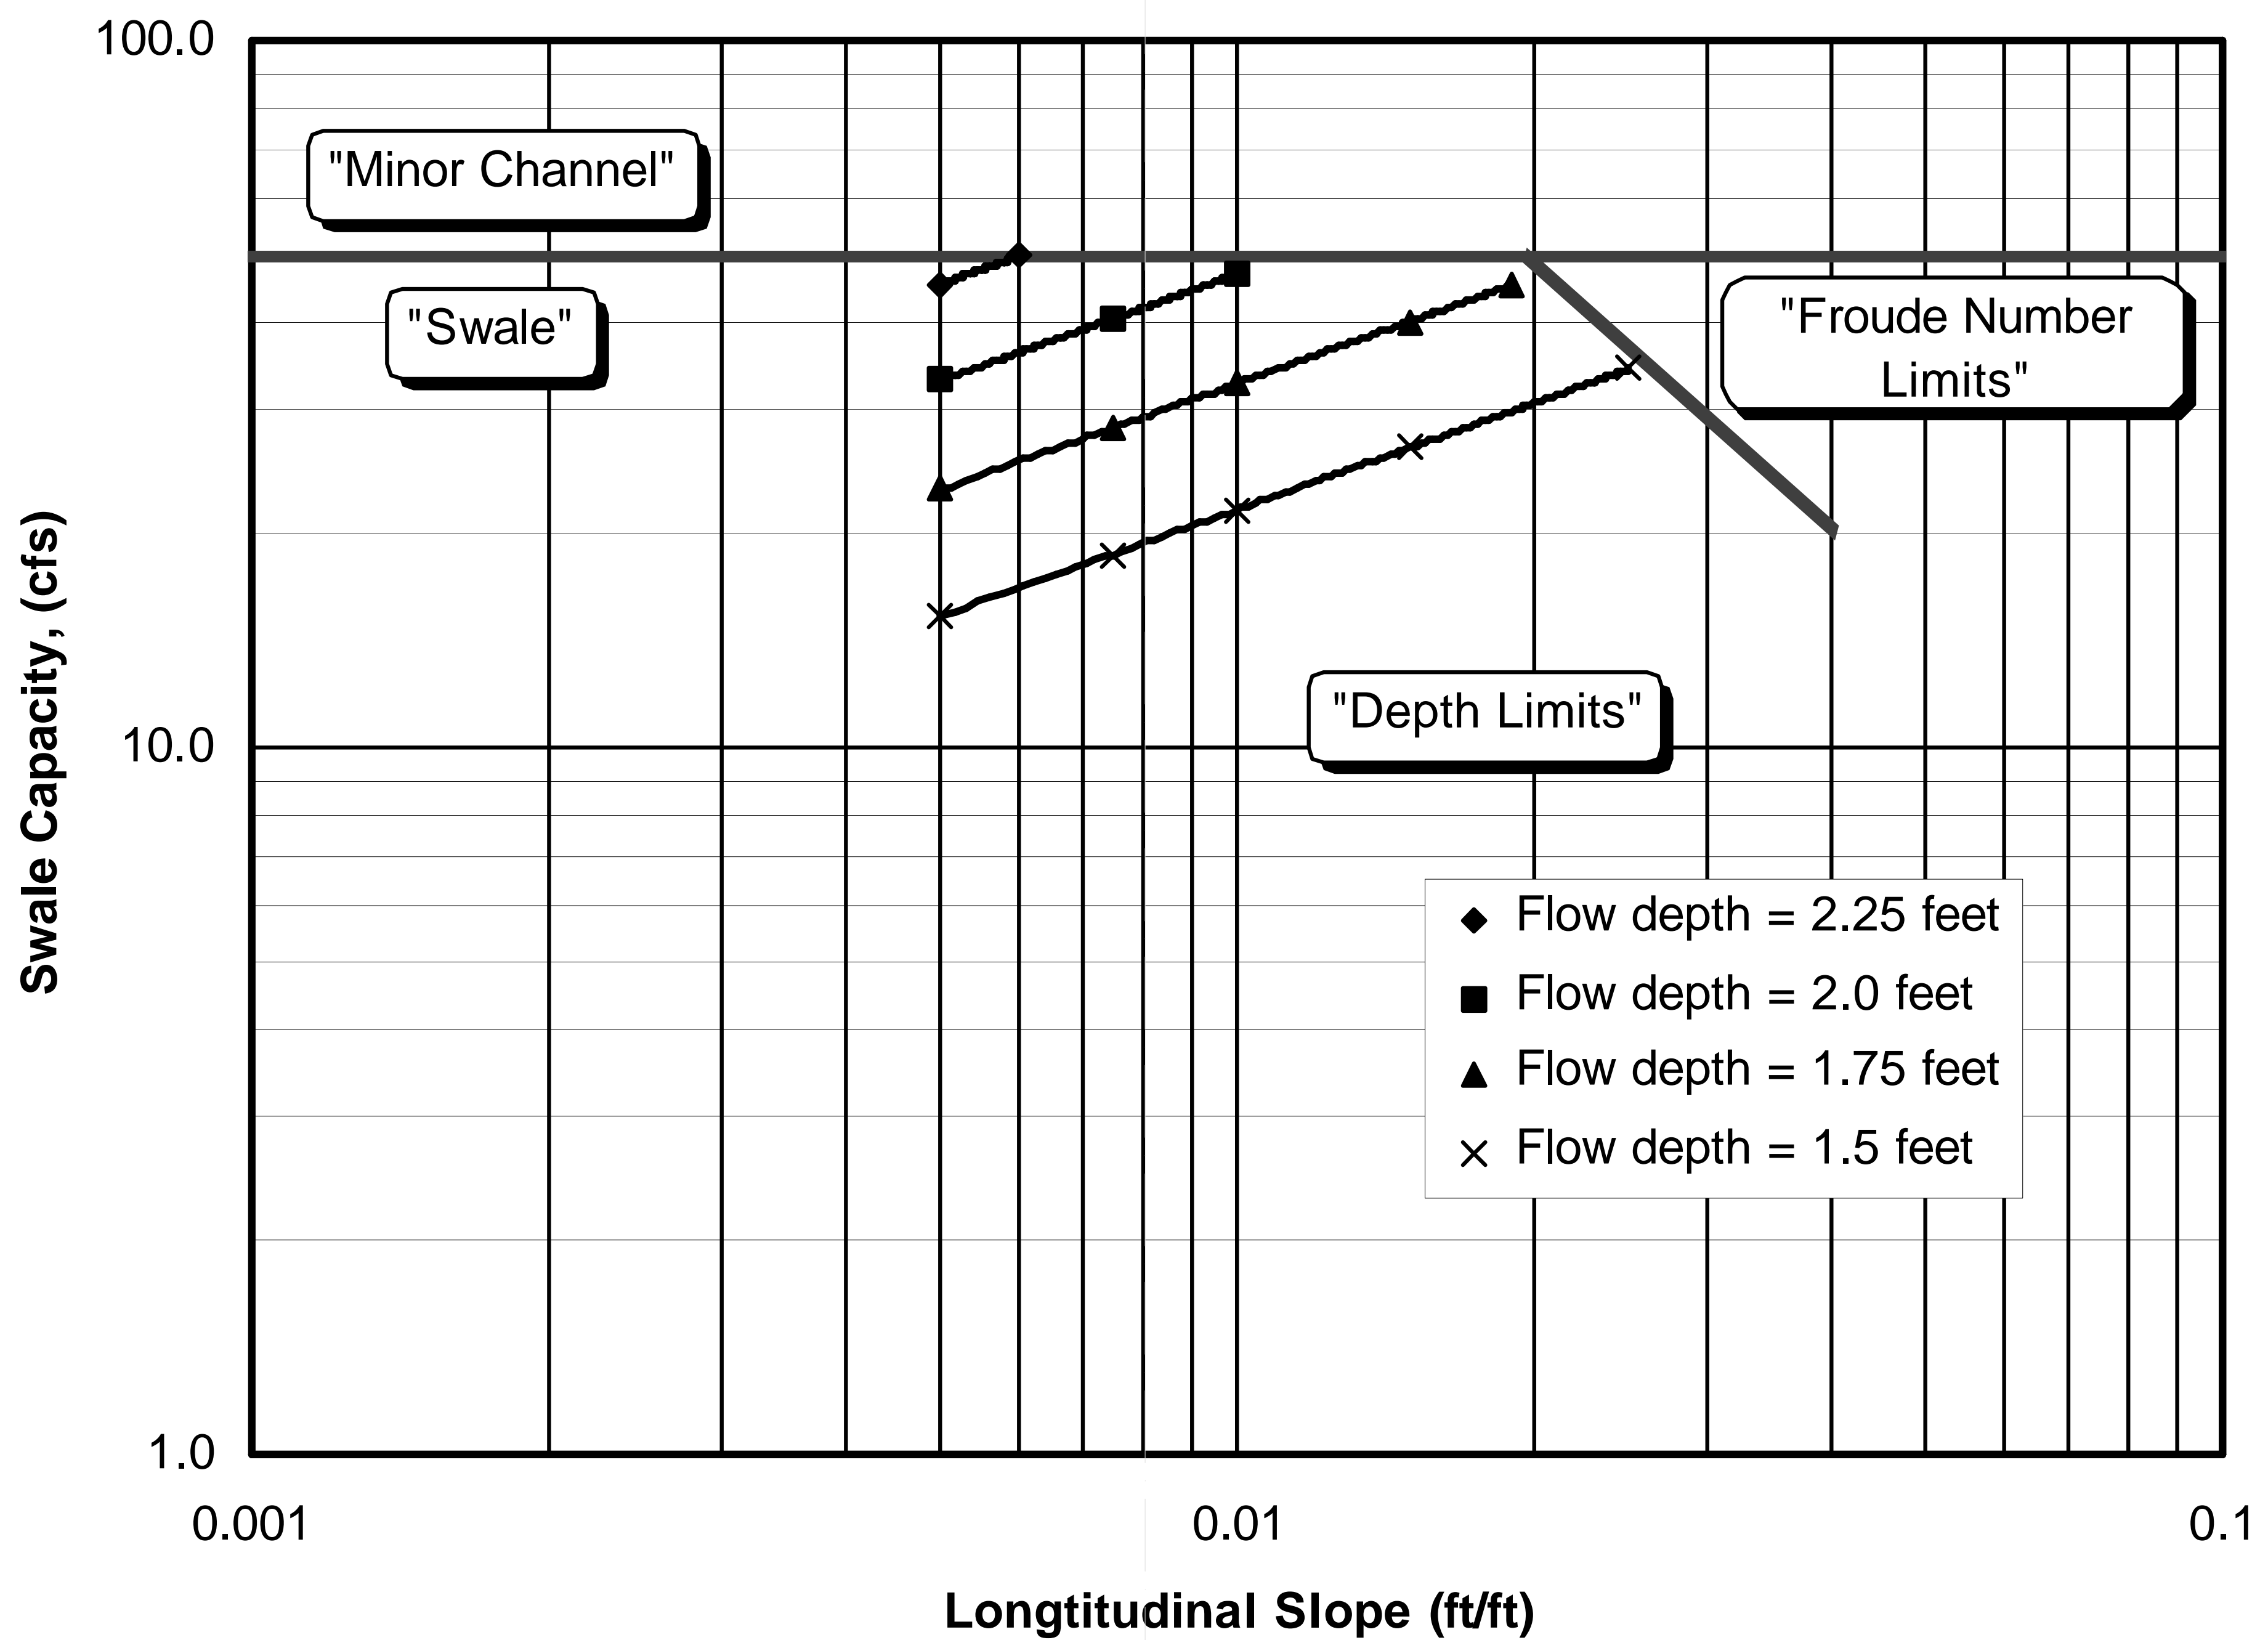 100.0
"Minor Channel"
"Swale"
"Froude Number
Limits"
Swale Capacity, (cfs)
"Depth Limits"
10.0
Flow depth = 2.25 feet
Flow depth = 2.0 feet
Flow depth = 1.75 feet
Flow depth = 1.5 feet
1.0
0.001
0.01
0.1
Longtitudinal Slope (ft/ft)